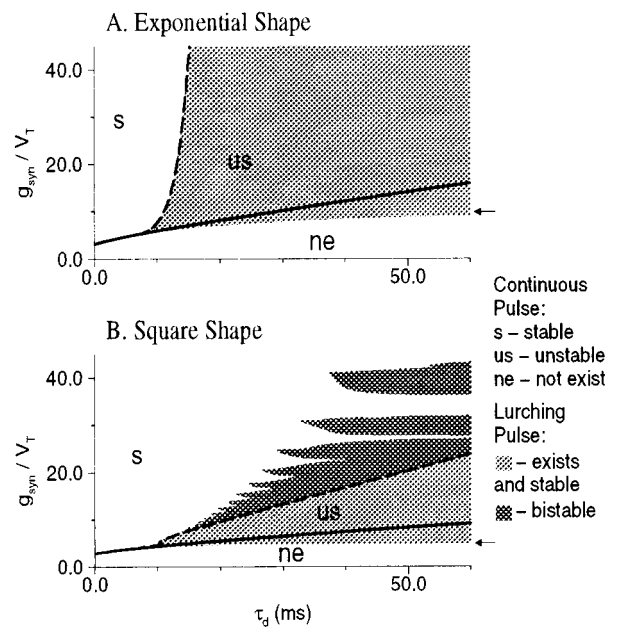 A. Exponential Shape
40.0
20.0
0.0
g_syn / V_T
s
us
ne
0.0
50.0
B. Square Shape
40.0
20.0
0.0
g_syn / V_T
s
us
ne
0.0
50.0
τ_d (ms)
Continuous
Pulse:
s – stable
us – unstable
ne – not exist
Lurching
Pulse:
– exists
and stable
– bistable